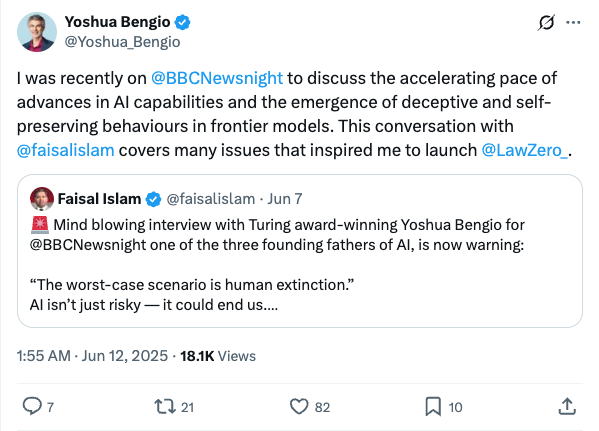 Yoshua Bengio
@Yoshua_Bengio
I was recently on @BBCNewsnight to discuss the accelerating pace of
advances in AI capabilities and the emergence of deceptive and self-
preserving behaviours in frontier models. This conversation with
@faisalislam covers many issues that inspired me to launch @LawZero_.
Faisal Islam @faisalislam · Jun 7
🚨 Mind blowing interview with Turing award-winning Yoshua Bengio for
@BBCNewsnight one of the three founding fathers of AI, is now warning:
“The worst-case scenario is human extinction.”
AI isn’t just risky — it could end us....
1:55 AM · Jun 12, 2025 · 18.1K Views
7 21 82 10